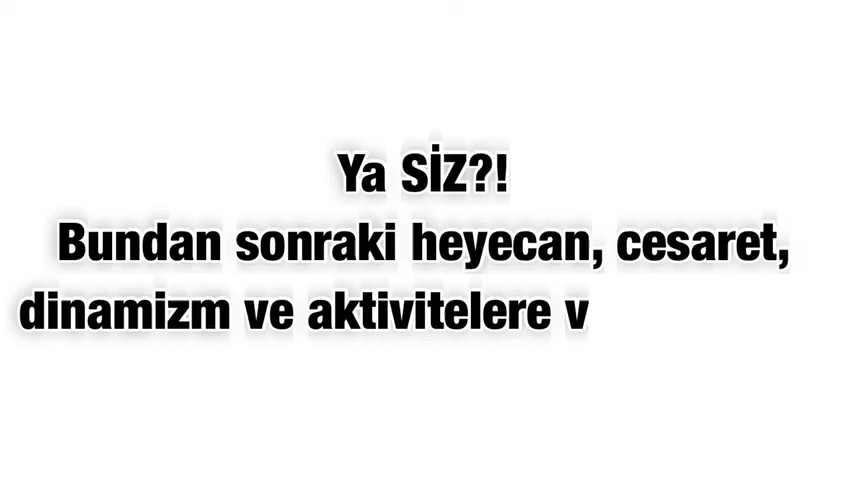 Ya SİZ?!
Bundan sonraki heyecan, cesaret,
dinamizm ve aktivitelere v